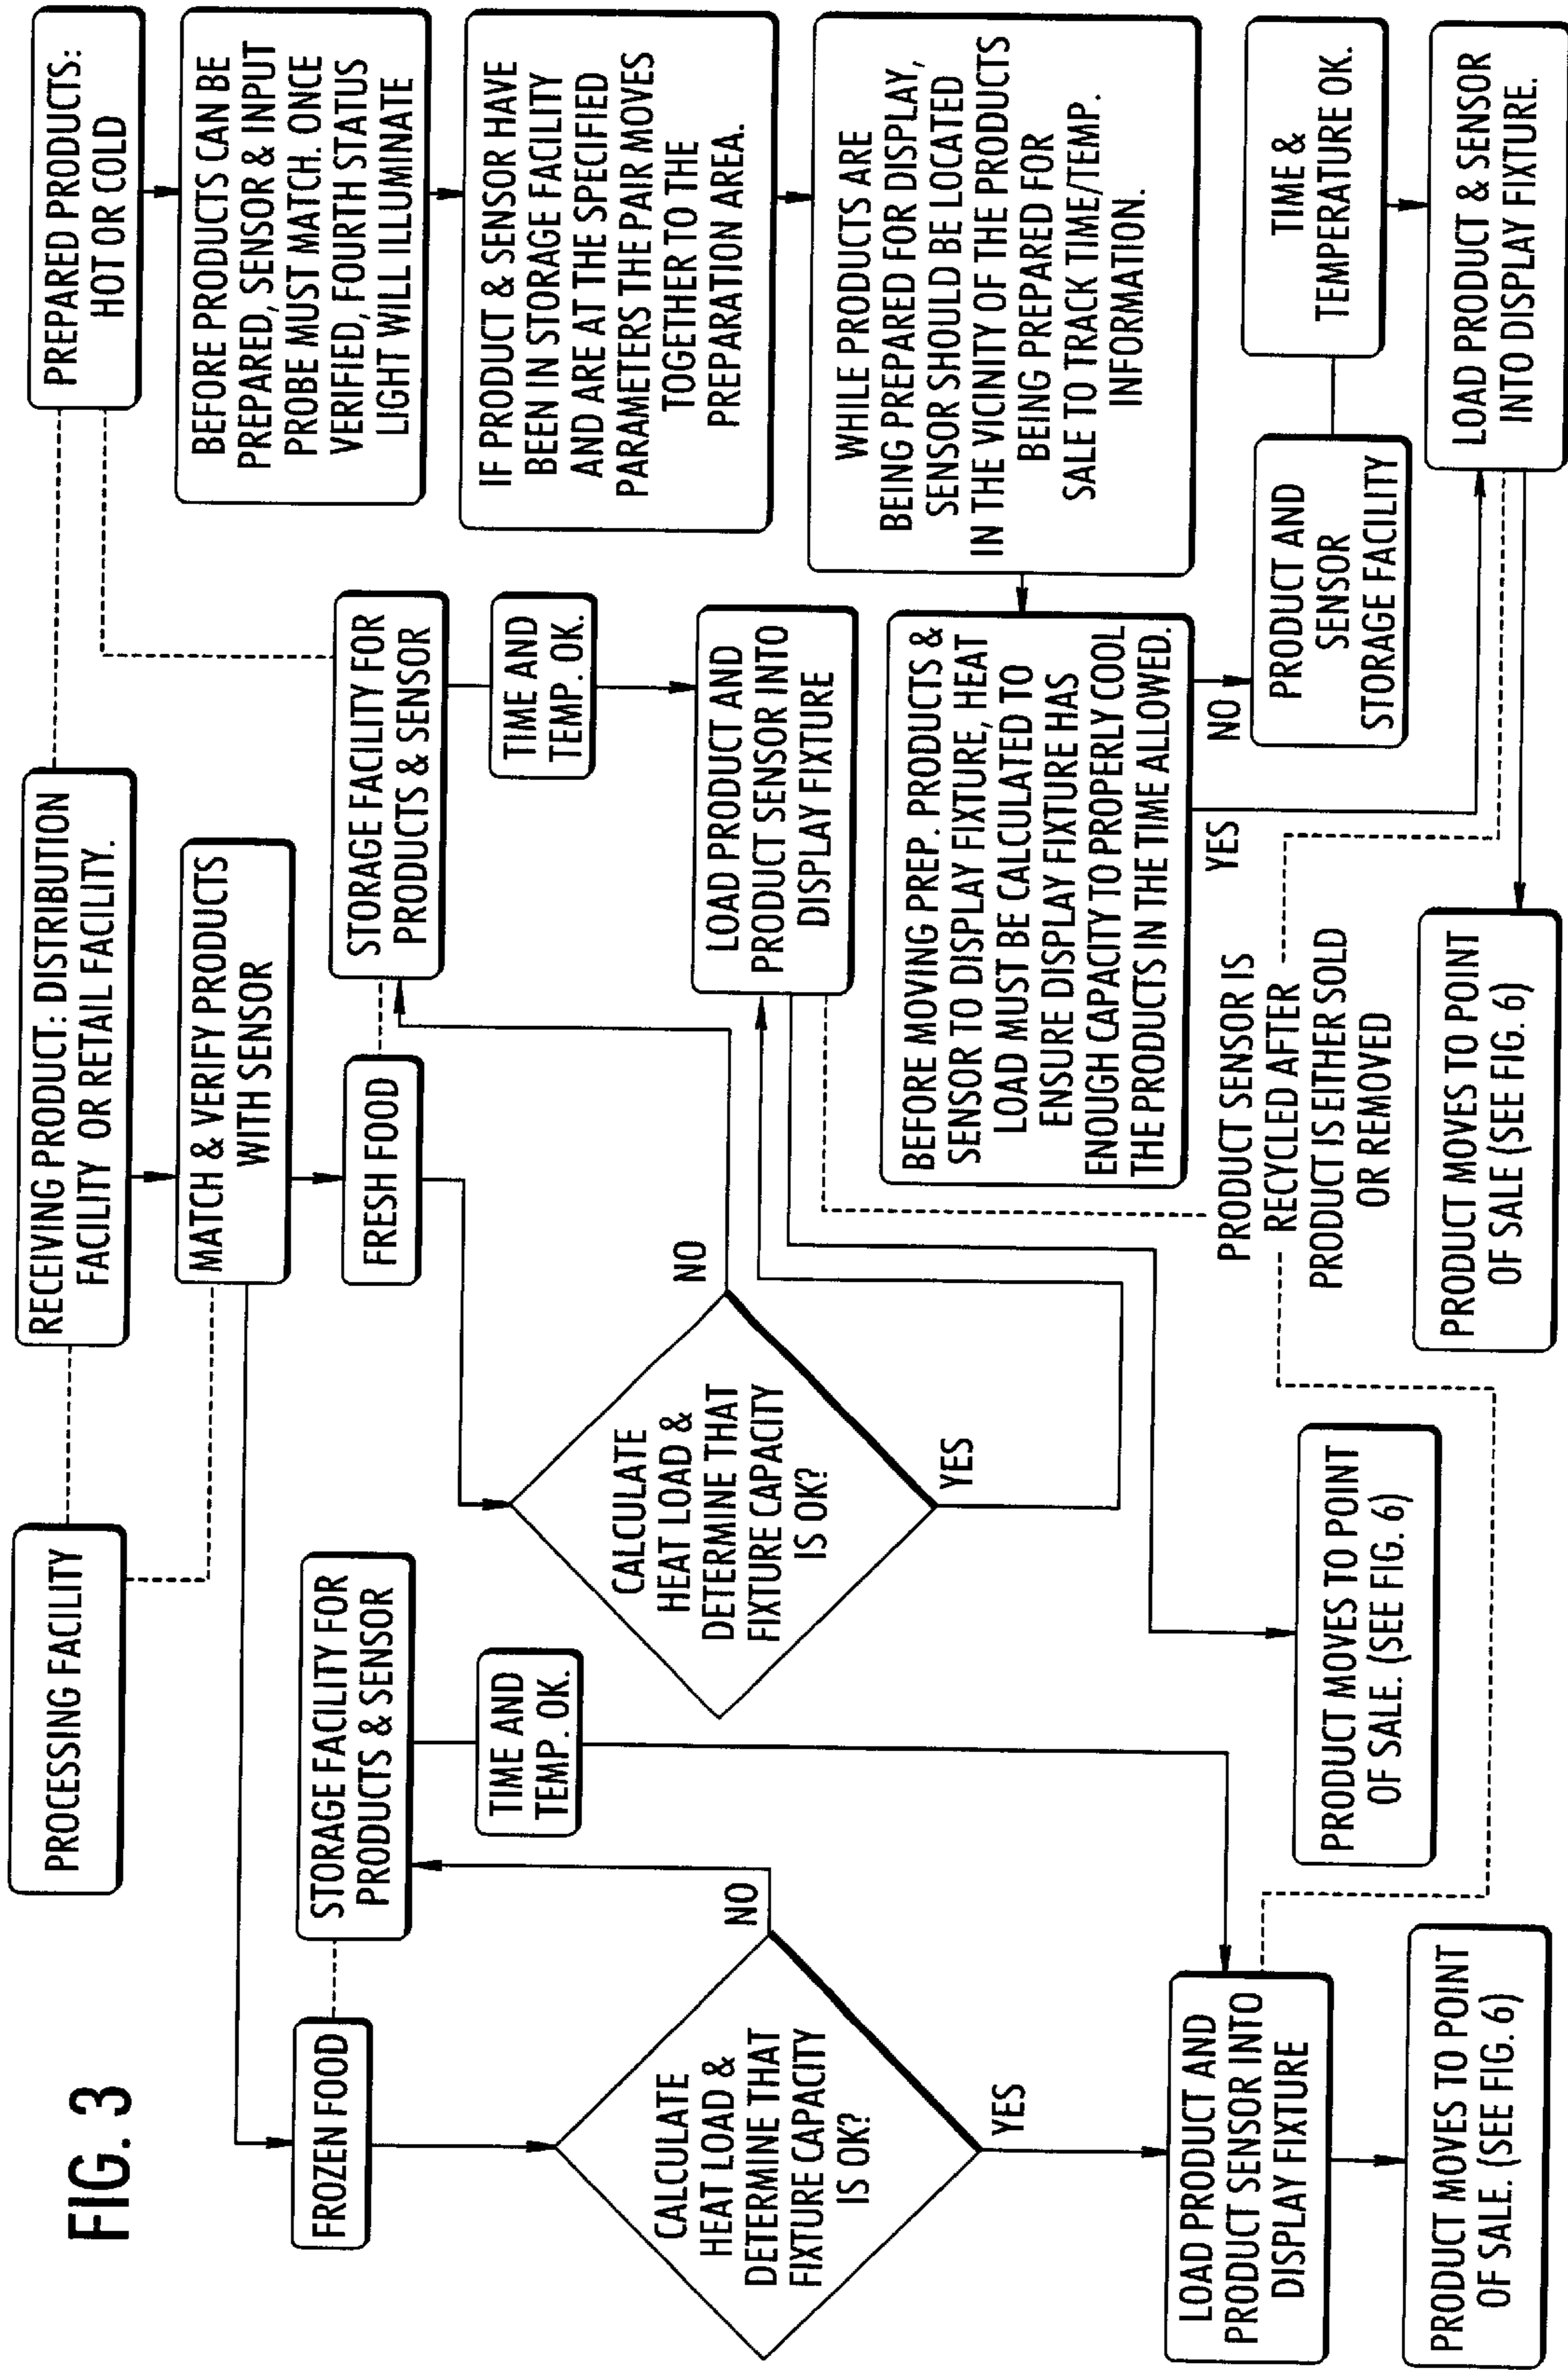 FIG. 3
PROCESSING FACILITY
RECEIVING PRODUCT: DISTRIBUTION
FACILITY OR RETAIL FACILITY.
PREPARED PRODUCTS:
HOT OR COLD
MATCH & VERIFY PRODUCTS
WITH SENSOR
BEFORE PRODUCTS CAN BE
PREPARED, SENSOR & INPUT
PROBE MUST MATCH. ONCE
VERIFIED, FOURTH STATUS
LIGHT WILL ILLUMINATE
FROZEN FOOD
STORAGE FACILITY FOR
PRODUCTS & SENSOR
TIME AND
TEMP. OK.
CALCULATE
HEAT LOAD &
DETERMINE THAT
FIXTURE CAPACITY
IS OK?
NO
YES
LOAD PRODUCT AND
PRODUCT SENSOR INTO
DISPLAY FIXTURE
PRODUCT MOVES TO POINT
OF SALE. (SEE FIG. 6)
FRESH FOOD
STORAGE FACILITY FOR
PRODUCTS & SENSOR
TIME AND
TEMP. OK.
CALCULATE
HEAT LOAD &
DETERMINE THAT
FIXTURE CAPACITY
IS OK?
NO
YES
LOAD PRODUCT AND
PRODUCT SENSOR INTO
DISPLAY FIXTURE
PRODUCT MOVES TO POINT
OF SALE. (SEE FIG. 6)
IF PRODUCT & SENSOR HAVE
BEEN IN STORAGE FACILITY
AND ARE AT THE SPECIFIED
PARAMETERS THE PAIR MOVES
TOGETHER TO THE
PREPARATION AREA.
WHILE PRODUCTS ARE
BEING PREPARED FOR DISPLAY,
SENSOR SHOULD BE LOCATED
IN THE VICINITY OF THE PRODUCTS
BEING PREPARED FOR
SALE TO TRACK TIME/TEMP.
INFORMATION.
BEFORE MOVING PREP. PRODUCTS &
SENSOR TO DISPLAY FIXTURE, HEAT
LOAD MUST BE CALCULATED TO
ENSURE DISPLAY FIXTURE HAS
ENOUGH CAPACITY TO PROPERLY COOL
THE PRODUCTS IN THE TIME ALLOWED.
NO
YES
PRODUCT AND
SENSOR
STORAGE FACILITY
TIME &
TEMPERATURE OK.
LOAD PRODUCT & SENSOR
INTO DISPLAY FIXTURE.
PRODUCT SENSOR IS
RECYCLED AFTER
PRODUCT IS EITHER SOLD
OR REMOVED
PRODUCT MOVES TO POINT
OF SALE (SEE FIG. 6)